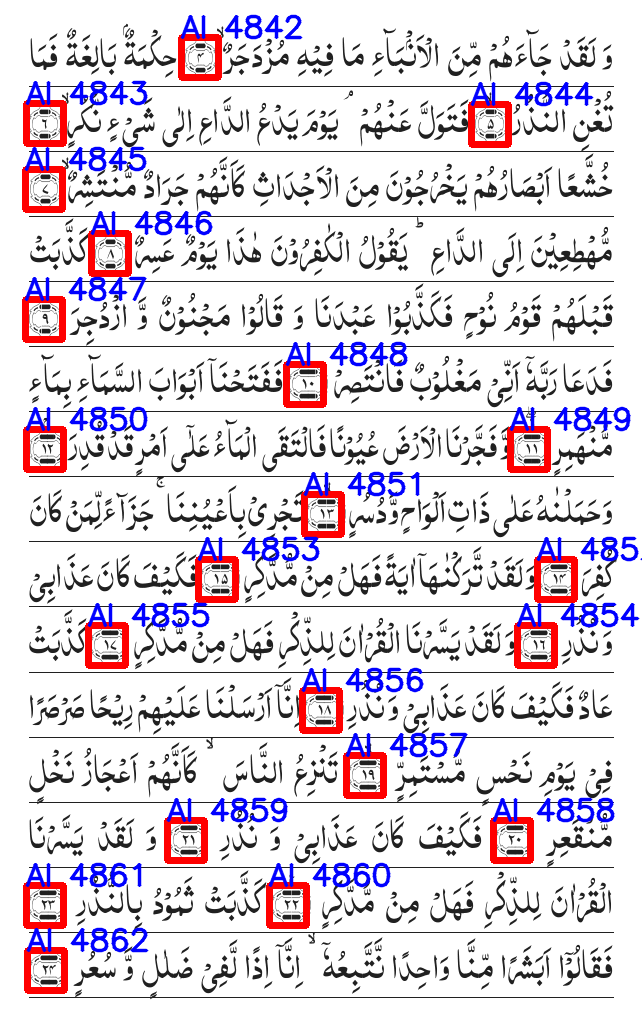 AI 4842
وَ لَقَدۡ جَآءَهُمۡ مِّنَ الۡاَنۡۢبَآءِ مَا فِيۡهِ مُزۡدَجَرٌ ۙ‏ ﴿۴﴾ حِكۡمَةٌ ۢ بَالِغَةٌ فَمَا
AI 4843 AI 4844
تُغۡنِ النُّذُرُ ۙ‏ ﴿۵﴾ فَتَوَلَّ عَنۡهُمۡ‌ۘ يَوۡمَ يَدۡعُ الدَّاعِ اِلٰى شَىۡءٍ نُّكُرٍۙ‏ ﴿۶﴾
AI 4845
خُشَّعًا اَبۡصَارُهُمۡ يَخۡرُجُوۡنَ مِنَ الۡاَجۡدَاثِ كَاَنَّهُمۡ جَرَادٌ مُّنۡتَشِرٌۙ‏ ﴿۷﴾
AI 4846
مُّهۡطِعِيۡنَ اِلَى الدَّاعِ‌ؕ يَقُوۡلُ الۡكٰفِرُوۡنَ هٰذَا يَوۡمٌ عَسِرٌ‏ ﴿۸﴾ كَذَّبَتۡ
AI 4847
قَبۡلَهُمۡ قَوۡمُ نُوۡحٍ فَكَذَّبُوۡا عَبۡدَنَا وَ قَالُوۡا مَجۡنُوۡنٌ وَّ ازۡدُجِرَ‏ ﴿۹﴾
AI 4848
فَدَعَا رَبَّهٗۤ اَنِّىۡ مَغۡلُوۡبٌ فَانْتَصِرۡ‏ ﴿۱۰﴾ فَفَتَحۡنَاۤ اَبۡوَابَ السَّمَآءِ بِمَآءٍ
AI 4850 AI 4849
مُّنۡهَمِرٍ ۖ‏ ﴿۱۱﴾ وَّفَجَّرۡنَا الۡاَرۡضَ عُيُوۡنًا فَالۡتَقَى الۡمَآءُ عَلٰٓى اَمۡرٍ قَدۡ قُدِرَ‌ۚ‏ ﴿۱۲﴾
AI 4851
وَحَمَلۡنٰهُ عَلٰى ذَاتِ اَلۡوَاحٍ وَّدُسُرٍۙ‏ ﴿۱۳﴾ تَجۡرِىۡ بِاَعۡيُنِنَا‌ۚ جَزَآءً لِّمَنۡ كَانَ
AI 4853 AI 485
كُفِرَ‏ ﴿۱۴﴾ وَلَقَدْ تَّرَكۡنٰهَاۤ اٰيَةً فَهَلۡ مِنۡ مُّدَّكِرٍ‏ ﴿۱۵﴾ فَكَيۡفَ كَانَ عَذَابِىۡ
AI 4855 AI 4854
وَ نُذُرِ‏ ﴿۱۶﴾ وَلَقَدۡ يَسَّرۡنَا الۡقُرۡاٰنَ لِلذِّكۡرِ فَهَلۡ مِنۡ مُّدَّكِرٍ‏ ﴿۱۷﴾ كَذَّبَتۡ
AI 4856
عَادٌ فَكَيۡفَ كَانَ عَذَابِىۡ وَ نُذُرِ‏ ﴿۱۸﴾ اِنَّاۤ اَرۡسَلۡنَا عَلَيۡهِمۡ رِيۡحًا صَرۡصَرًا
AI 4857
فِىۡ يَوۡمِ نَحۡسٍ مُّسۡتَمِرٍّۙ‏ ﴿۱۹﴾ تَنۡزِعُ النَّاسَۙ كَاَنَّهُمۡ اَعۡجَازُ نَخۡلٍ
AI 4859 AI 4858
مُّنۡقَعِرٍ‏ ﴿۲۰﴾ فَكَيۡفَ كَانَ عَذَابِىۡ وَ نُذُرِ‏ ﴿۲۱﴾ وَ لَقَدۡ يَسَّرۡنَا
AI 4861 AI 4860
الۡقُرۡاٰنَ لِلذِّكۡرِ فَهَلۡ مِنۡ مُّدَّكِرٍ‏ ﴿۲۲﴾ كَذَّبَتۡ ثَمُوۡدُ بِالنُّذُرِ‏ ﴿۲۳﴾
AI 4862
فَقَالُوۡۤا اَبَشَرًا مِّنَّا وَاحِدًا نَّتَّبِعُهٗۤ ۙ اِنَّاۤ اِذًا لَّفِىۡ ضَلٰلٍ وَّ سُعُرٍ‏ ﴿۲۴﴾